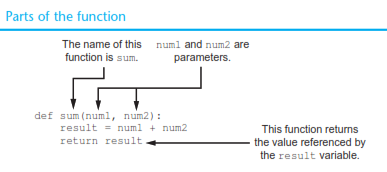 Parts of the function
The name of this function is sum.
num1 and num2 are parameters.
def sum(num1, num2):
result = num1 + num2
return result
This function returns
the value referenced by
the result variable.